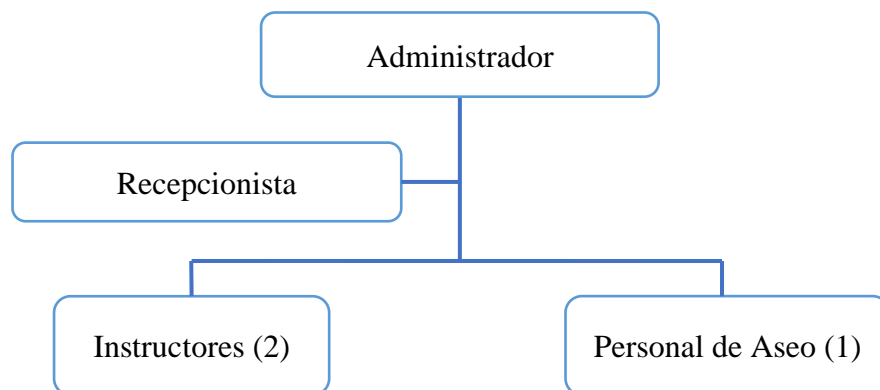 Administrador
Recepcionista
Instructores (2)
Personal de Aseo (1)